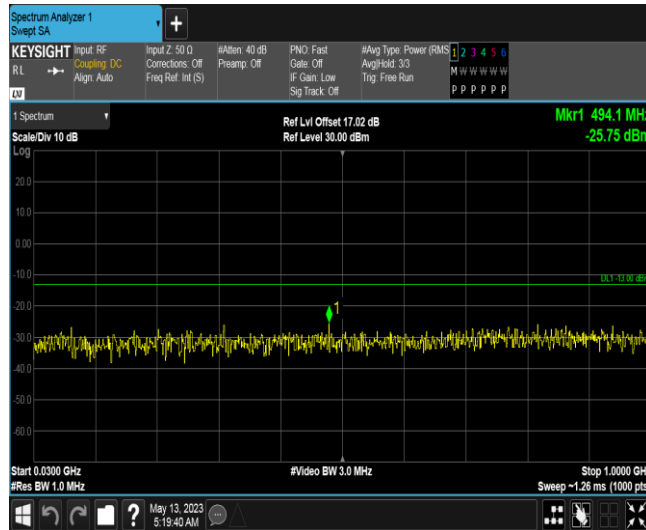 Spectrum Analyzer 1
Swept SA
KEYSIGHT
RL
LXI
Input: RF
Coupling: DC
Align: Auto
Input Z: 50 Ω
Corrections: Off
Freq Ref: Int (S)
#Atten: 40 dB
Preamp: Off
PNO: Fast
Gate: Off
IF Gain: Low
Sig Track: Off
#Avg Type: Power (RMS
Avg|Hold: 3/3
Trig: Free Run
1 2 3 4 5 6
M W W W W W
P P P P P P
1 Spectrum
Scale/Div 10 dB
Log
Ref Lvl Offset 17.02 dB
Ref Level 30.00 dBm
Mkr1 494.1 MHz
-25.75 dBm
20.0
10.0
0.00
-10.0
DL1 -13.00 dBm
-20.0
1
-30.0
-40.0
-50.0
-60.0
Start 0.0300 GHz
#Res BW 1.0 MHz
#Video BW 3.0 MHz
Stop 1.0000 GH
Sweep ~1.26 ms (1000 pts
?
May 13, 2023
5:19:40 AM